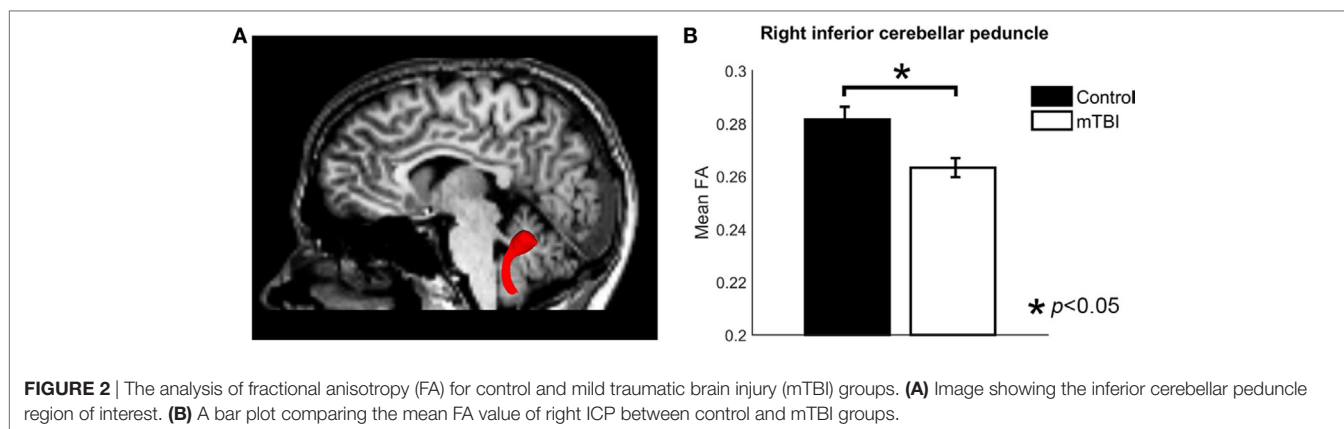 A
B
Right inferior cerebellar peduncle
*
0.3
0.28
0.26
0.24
0.22
0.2
Mean FA
Control
mTBI
* p<0.05
FIGURE 2 | The analysis of fractional anisotropy (FA) for control and mild traumatic brain injury (mTBI) groups. (A) Image showing the inferior cerebellar peduncle
region of interest. (B) A bar plot comparing the mean FA value of right ICP between control and mTBI groups.